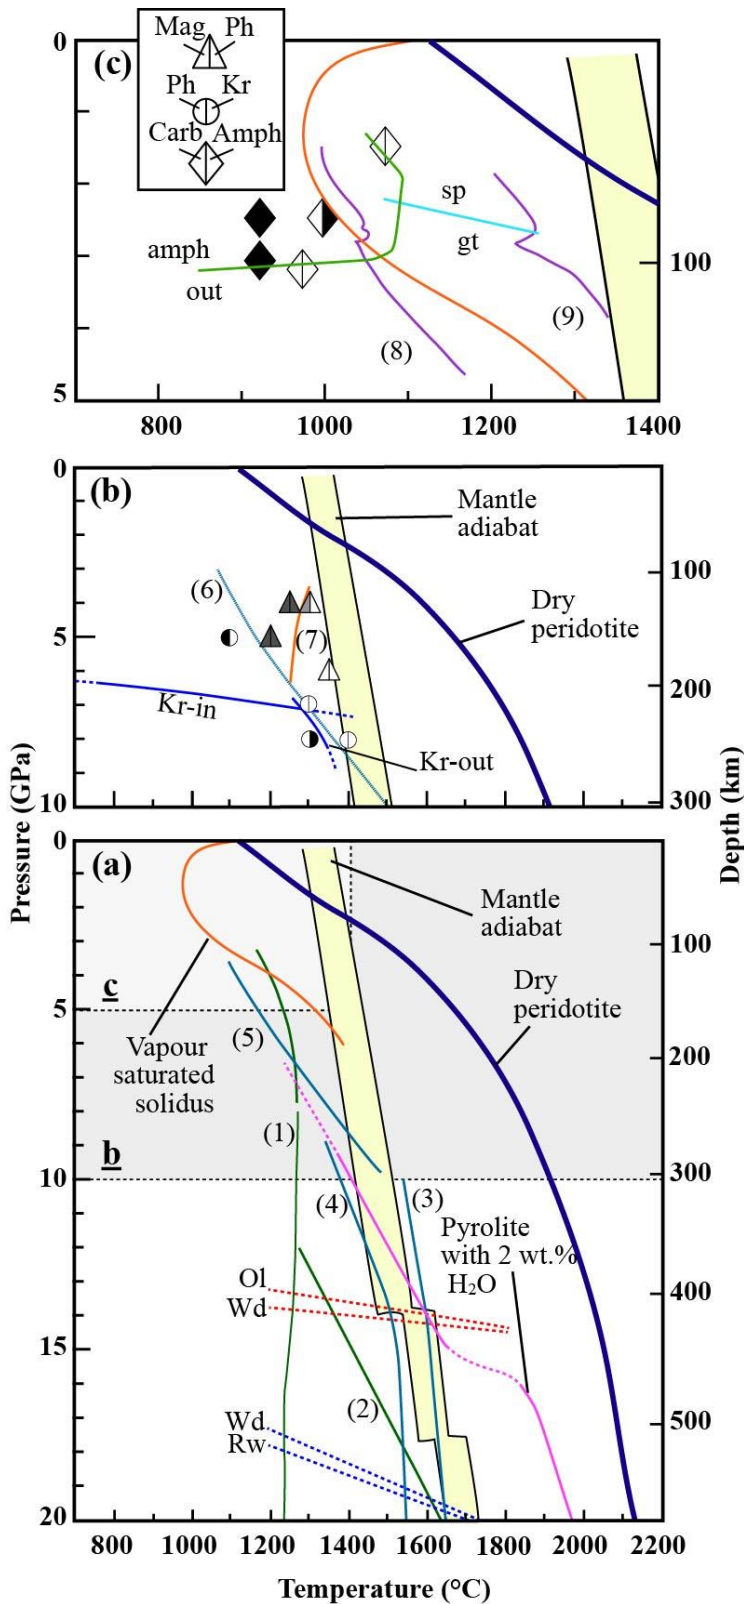 (c)
Mag Ph
Ph Kr
Carb Amph
0
5
amph
out
sp
gt
(8)
(9)
100
800 1000 1200 1400
(b)
0
5
10
Mantle
adiabat
Dry
peridotite
(6)
(7)
Kr-in
Kr-out
100
200
300
Pressure (GPa)
Depth (km)
(a)
0
5
10
15
20
Mantle
adiabat
Dry
peridotite
c
b
Vapour
saturated
solidus
(5)
(1)
(4)
(3)
(2)
Pyrolite
with 2 wt.%
H₂O
Ol
Wd
Wd
Rw
100
200
300
400
500
800 1000 1200 1400 1600 1800 2000 2200
Temperature (°C)